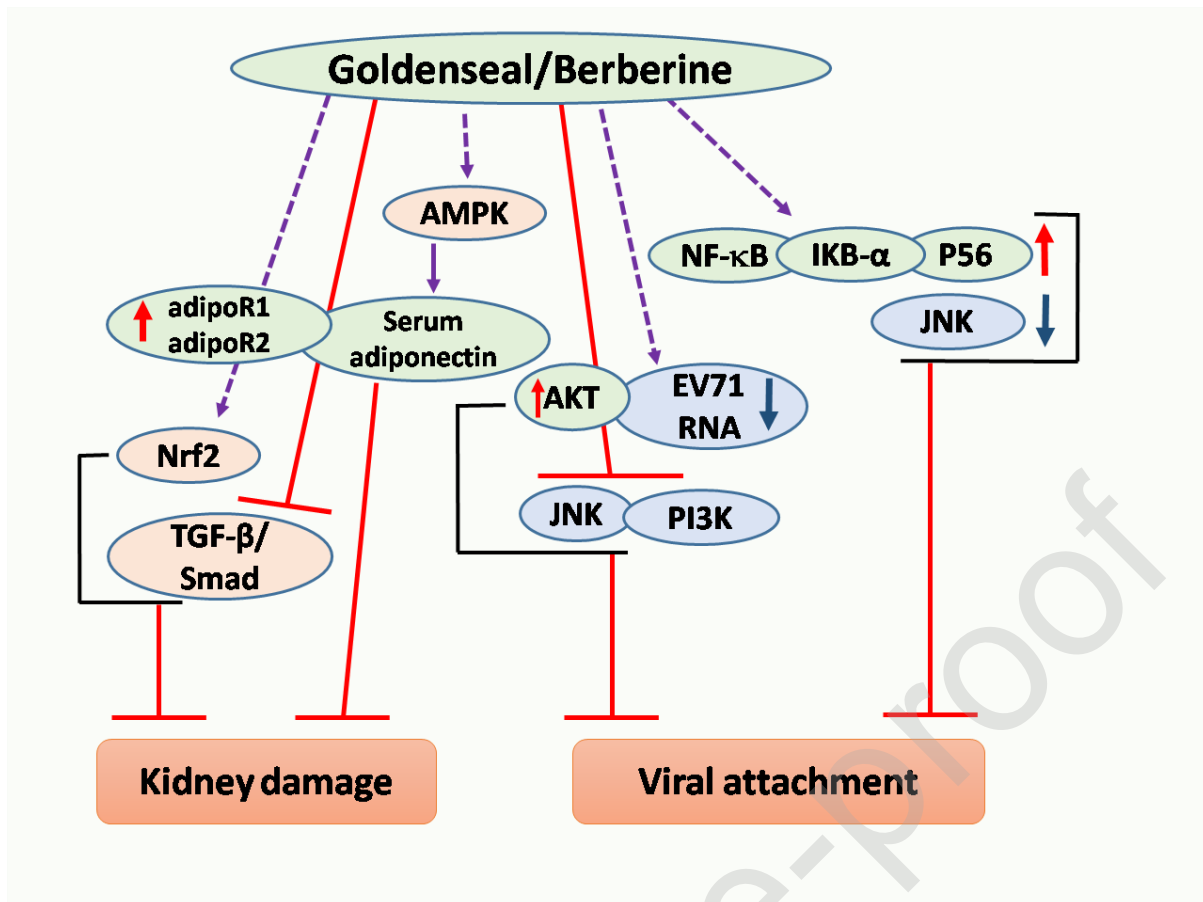 Goldenseal/Berberine
AMPK
NF-κB
IKB-α
P56
JNK
adipoR1
adipoR2
Serum
adiponectin
AKT
EV71
RNA
Nrf2
JNK
PI3K
TGF-β/
Smad
Kidney damage
Viral attachment
e-proof